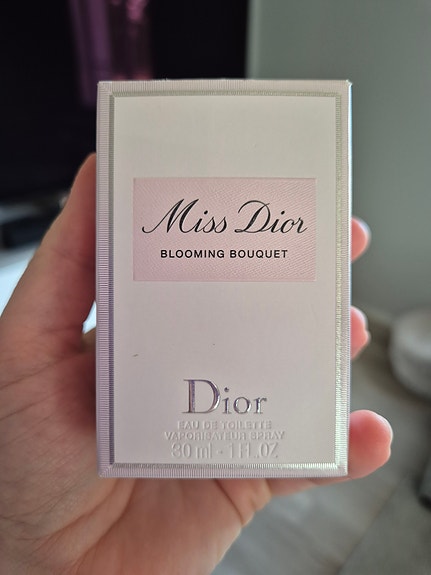 Miss Dior
BLOOMING BOUQUET
Dior
EAU DE TOILETTE
VAPORISATEUR SPRAY
30 ml - 1 FL.OZ